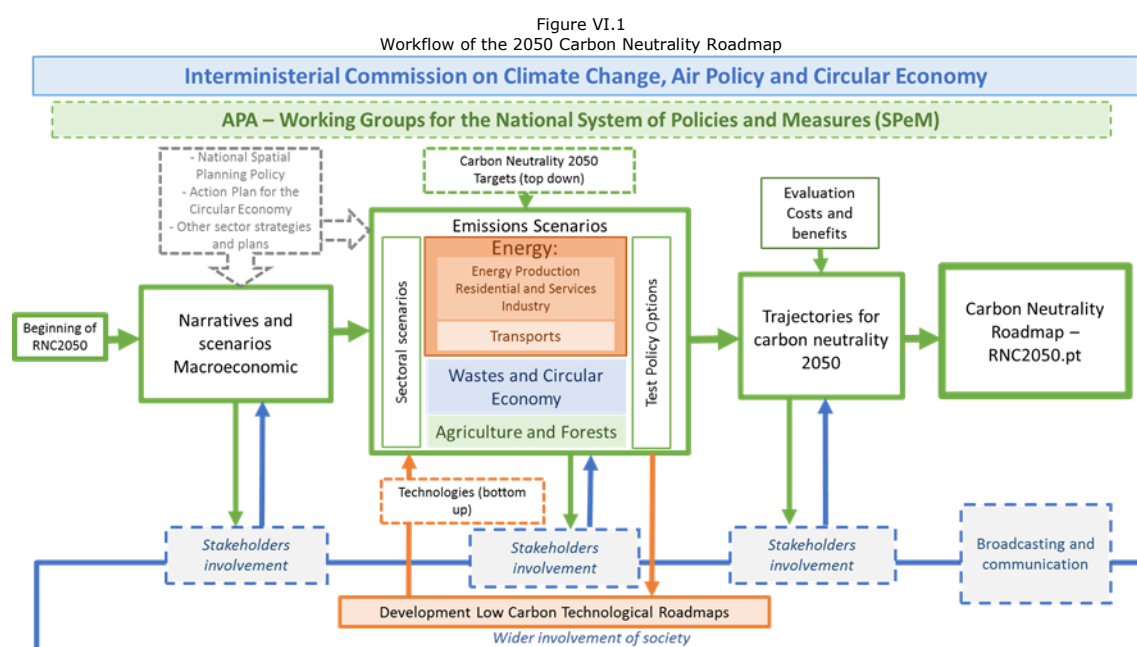 Figure VI.1
Workflow of the 2050 Carbon Neutrality Roadmap
Interministerial Commission on Climate Change, Air Policy and Circular Economy
APA – Working Groups for the National System of Policies and Measures (SPeM)
- National Spatial
Planning Policy
- Action Plan for the
Circular Economy
- Other sector strategies
and plans
Carbon Neutrality 2050
Targets (top down)
Evaluation
Costs and
benefits
Beginning of
RNC2050
Narratives and
scenarios
Macroeconomic
Emissions Scenarios
Sectoral scenarios
Energy:
Energy Production
Residential and Services
Industry
Transports
Wastes and Circular
Economy
Agriculture and Forests
Test Policy Options
Trajectories for
carbon neutrality
2050
Carbon Neutrality
Roadmap –
RNC2050.pt
Technologies (bottom
up)
Stakeholders
involvement
Stakeholders
involvement
Stakeholders
involvement
Broadcasting and
communication
Development Low Carbon Technological Roadmaps
Wider involvement of society